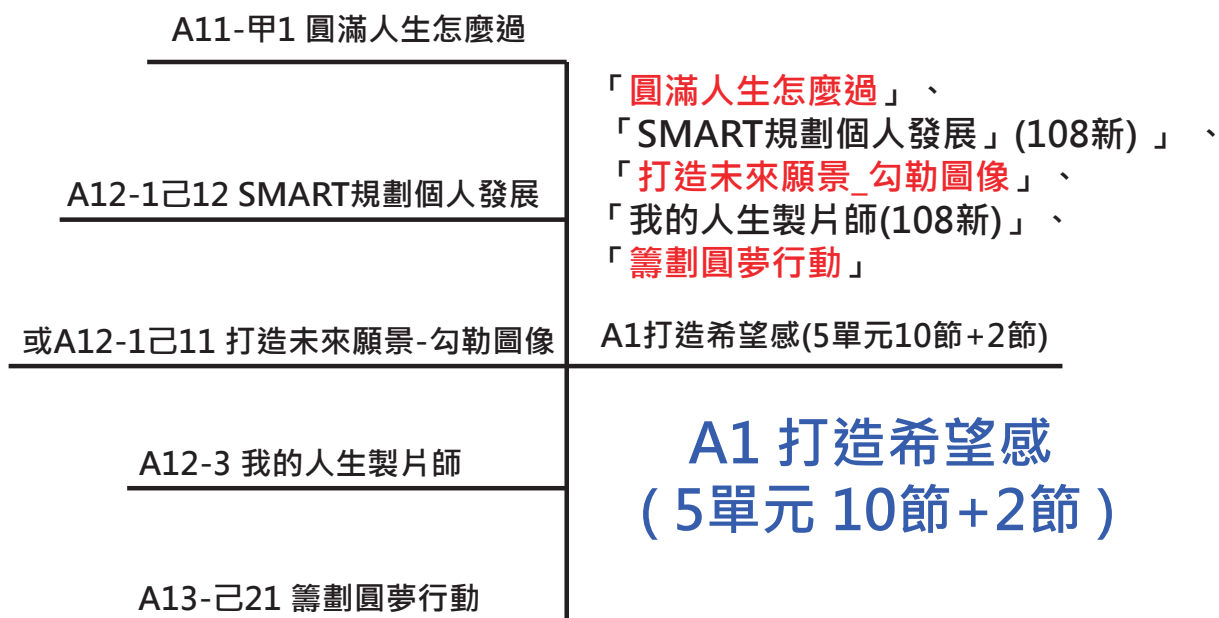 A11-甲1 圓滿人生怎麼過
A12-1己12 SMART規劃個人發展
或A12-1己11 打造未來願景-勾勒圖像
A12-3 我的人生製片師
A13-己21 籌劃圓夢行動
「圓滿人生怎麼過」、
「SMART規劃個人發展」(108新) 」 、
「打造未來願景_勾勒圖像」、
「我的人生製片師(108新)」、
「籌劃圓夢行動」
A1打造希望感(5單元10節+2節)
A1 打造希望感
( 5單元 10節+2節 )